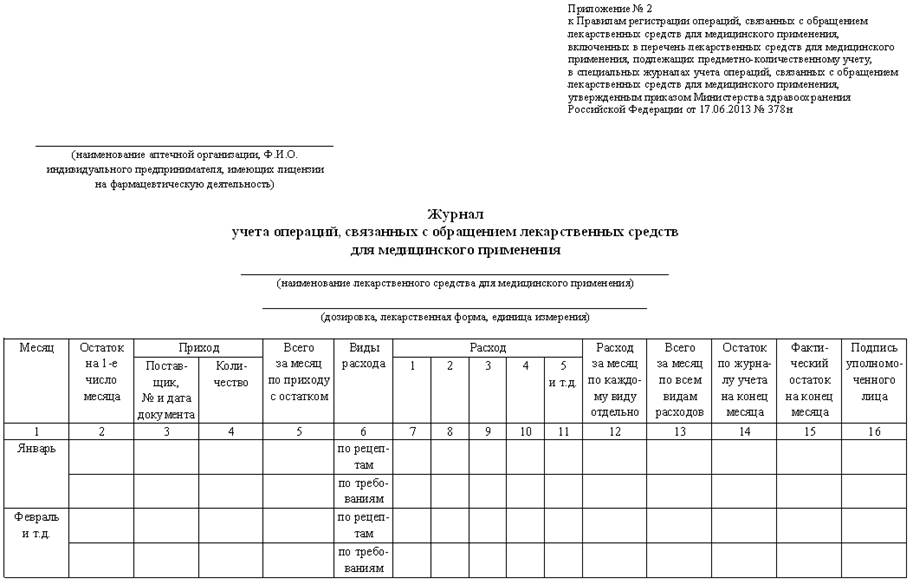 Приложение № 2
к Правилам регистрации операций, связанных с обращением
лекарственных средств для медицинского применения,
включенных в перечень лекарственных средств для медицинского
применения, подлежащих предметно-количественному учету,
в специальных журналах учета операций, связанных с обращением
лекарственных средств для медицинского применения,
утвержденным приказом Министерства здравоохранения
Российской Федерации от 17.06.2013 № 378н
(наименование аптечной организации, Ф.И.О.
индивидуального предпринимателя, имеющих лицензии
на фармацевтическую деятельность)
Журнал
учета операций, связанных с обращением лекарственных средств
для медицинского применения
(наименование лекарственного средства для медицинского применения)
(дозировка, лекарственная форма, единица измерения)
Месяц
Остаток
на 1-е
число
месяца
Приход
Постав-
щик,
№ и дата
документа
Коли-
чество
Всего
за месяц
по приходу
с остатком
Виды
расхода
Расход
1 2 3 4 5
и т.д.
Расход
за месяц
по каждо-
му виду
отдельно
Всего
за месяц
по всем
видам
расходов
Остаток
по журна-
лу учета
на конец
месяца
Факти-
ческий
остаток
на конец
месяца
Подпись
уполномо-
ченного
лица
1 2 3 4 5 6 7 8 9 10 11 12 13 14 15 16
Январь
по рецеп-
там
по требо-
ваниям
Февраль
и т.д.
по рецеп-
там
по требо-
ваниям